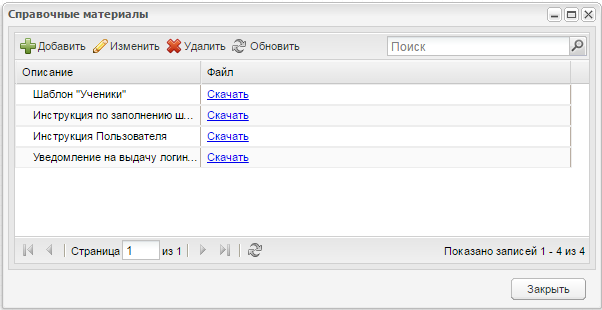 Справочные материалы
Добавить Изменить Удалить Обновить Поиск
Описание Файл
Шаблон "Ученики" Скачать
Инструкция по заполнению ш... Скачать
Инструкция Пользователя Скачать
Уведомление на выдачу логин... Скачать
Страница 1 из 1 Показано записей 1 - 4 из 4
Закрыть